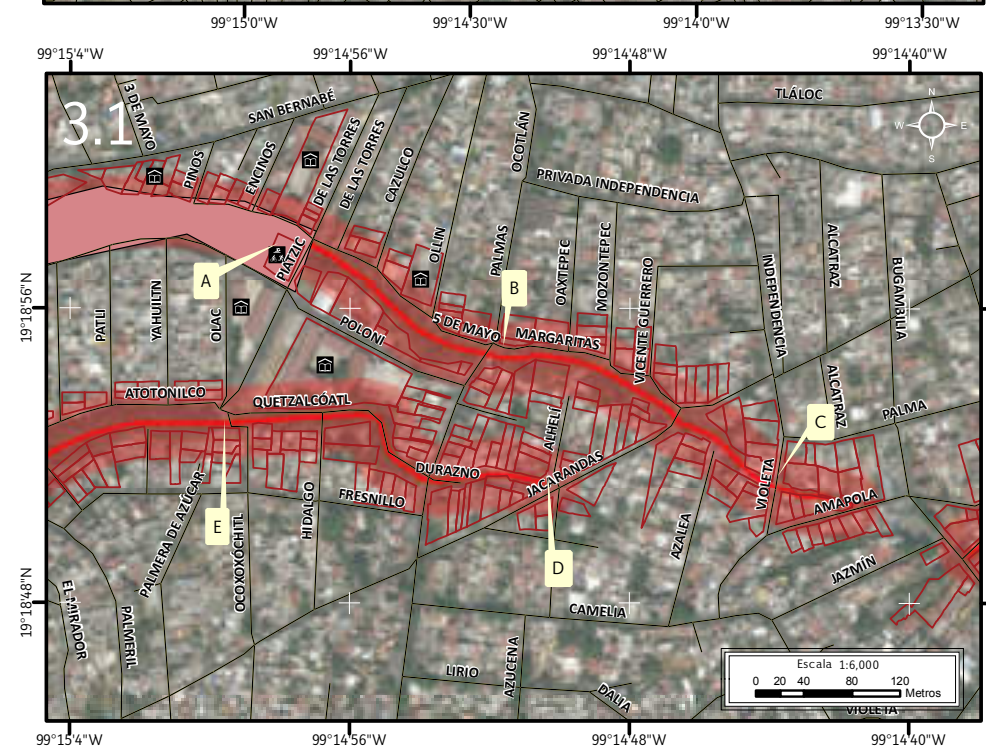 99°15'0"W 99°14'30"W 99°14'0"W 99°13'30"W
99°15'4"W 99°14'56"W 99°14'48"W 99°14'40"W
3.1
3 DE MAYO
SAN BERNABÉ
TLÁLOC
N
W E
S
PINOS
ENCINOS
DE LAS TORRES
DE LAS TORRES
CAZULCO
OCOTLÁN
PRIVADA INDEPENDENCIA
PIATZIC
OLLIN
PALMAS
OAXTEPEC
MOZONTEPEC
VICENTE GUERRERO
INDEPENDENCIA
ALCATRAZ
BUGAMBILIA
A
B
19°18'56"N
PATILI
YAHUILTN
OLAC
POLONI
5 DE MAYO
MARGARITAS
ALCATRAZ
PALMA
ATOTONILCO
QUETZALCÓATL
ALHELÍ
C
DURAZNO
JACARANDAS
VIOLETA
AMAPOLA
FRESNILLO
HIDALGO
PALMERA DE AZÚCAR
OCOXOXÓCHITL
E
D
AZALEA
JAZMÍN
19°18'48"N
EL MIRADOR
PALMERIL
CAMELIA
LIRIO
AZUCENA
DALIA
VIOLETA
Escala 1:6,000
0 20 40 80 120
Metros
99°15'4"W 99°14'56"W 99°14'48"W 99°14'40"W